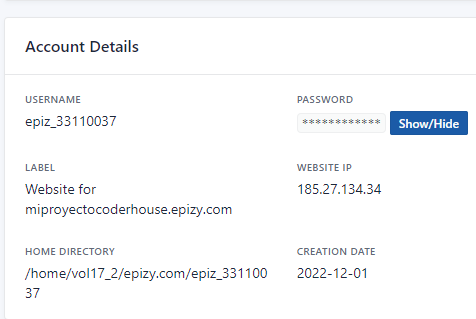 Account Details
USERNAME
epiz_33110037
PASSWORD
************
Show/Hide
LABEL
Website for
miproyectocoderhouse.epizy.com
WEBSITE IP
185.27.134.34
HOME DIRECTORY
/home/vol17_2/epizy.com/epiz_331100
37
CREATION DATE
2022-12-01